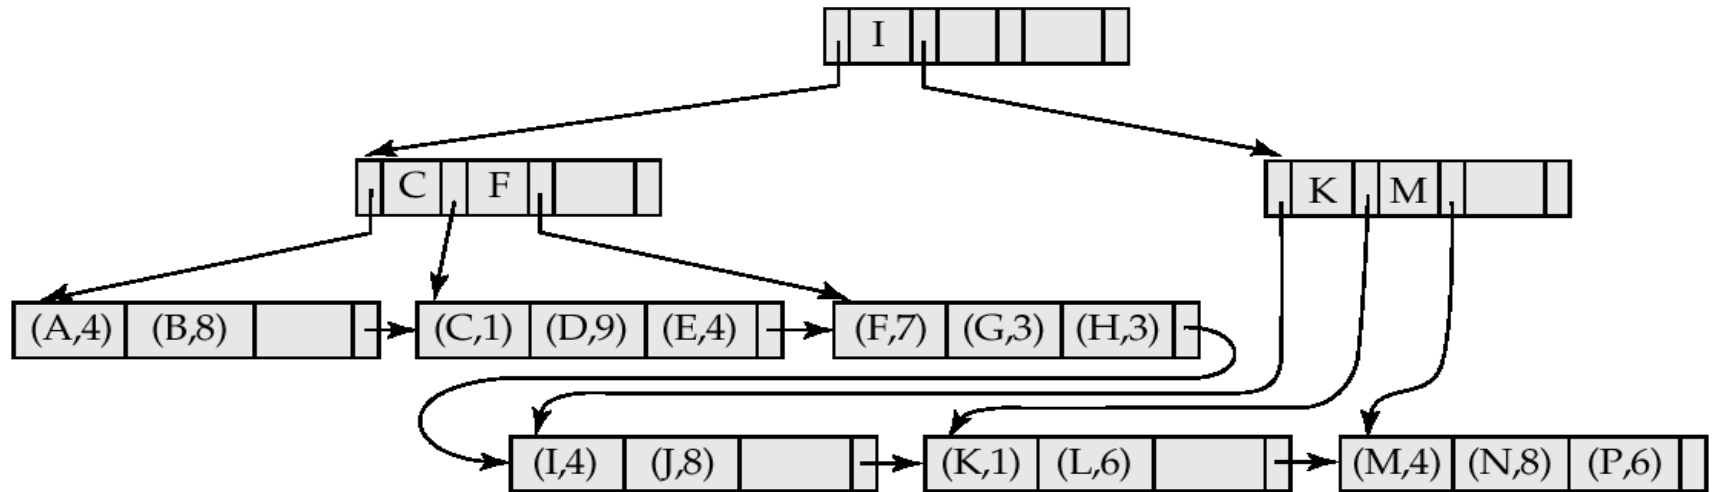 I
C F K M
(A,4) (B,8) (C,1) (D,9) (E,4) (F,7) (G,3) (H,3)
(I,4) (J,8) (K,1) (L,6) (M,4) (N,8) (P,6)